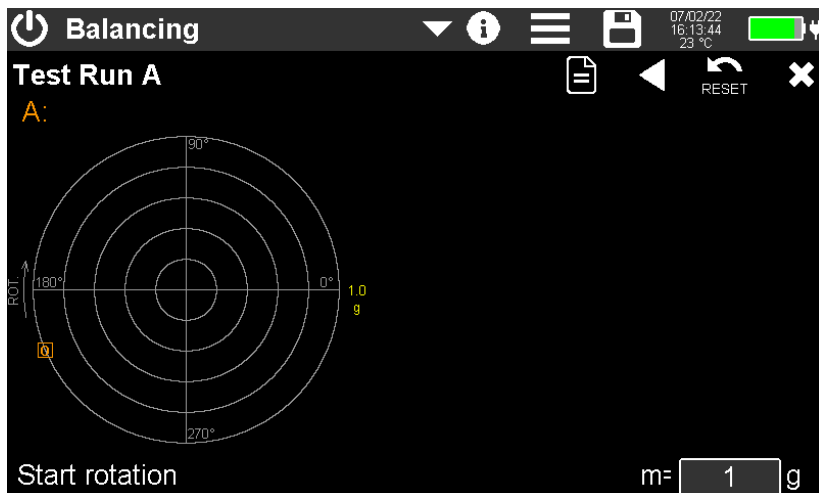 Balancing
07/02/22
16:13:44
23 °C
Test Run A
RESET
A:
90°
ROT.
180°
0°
1.0
g
0
270°
Start rotation
m= 1 g